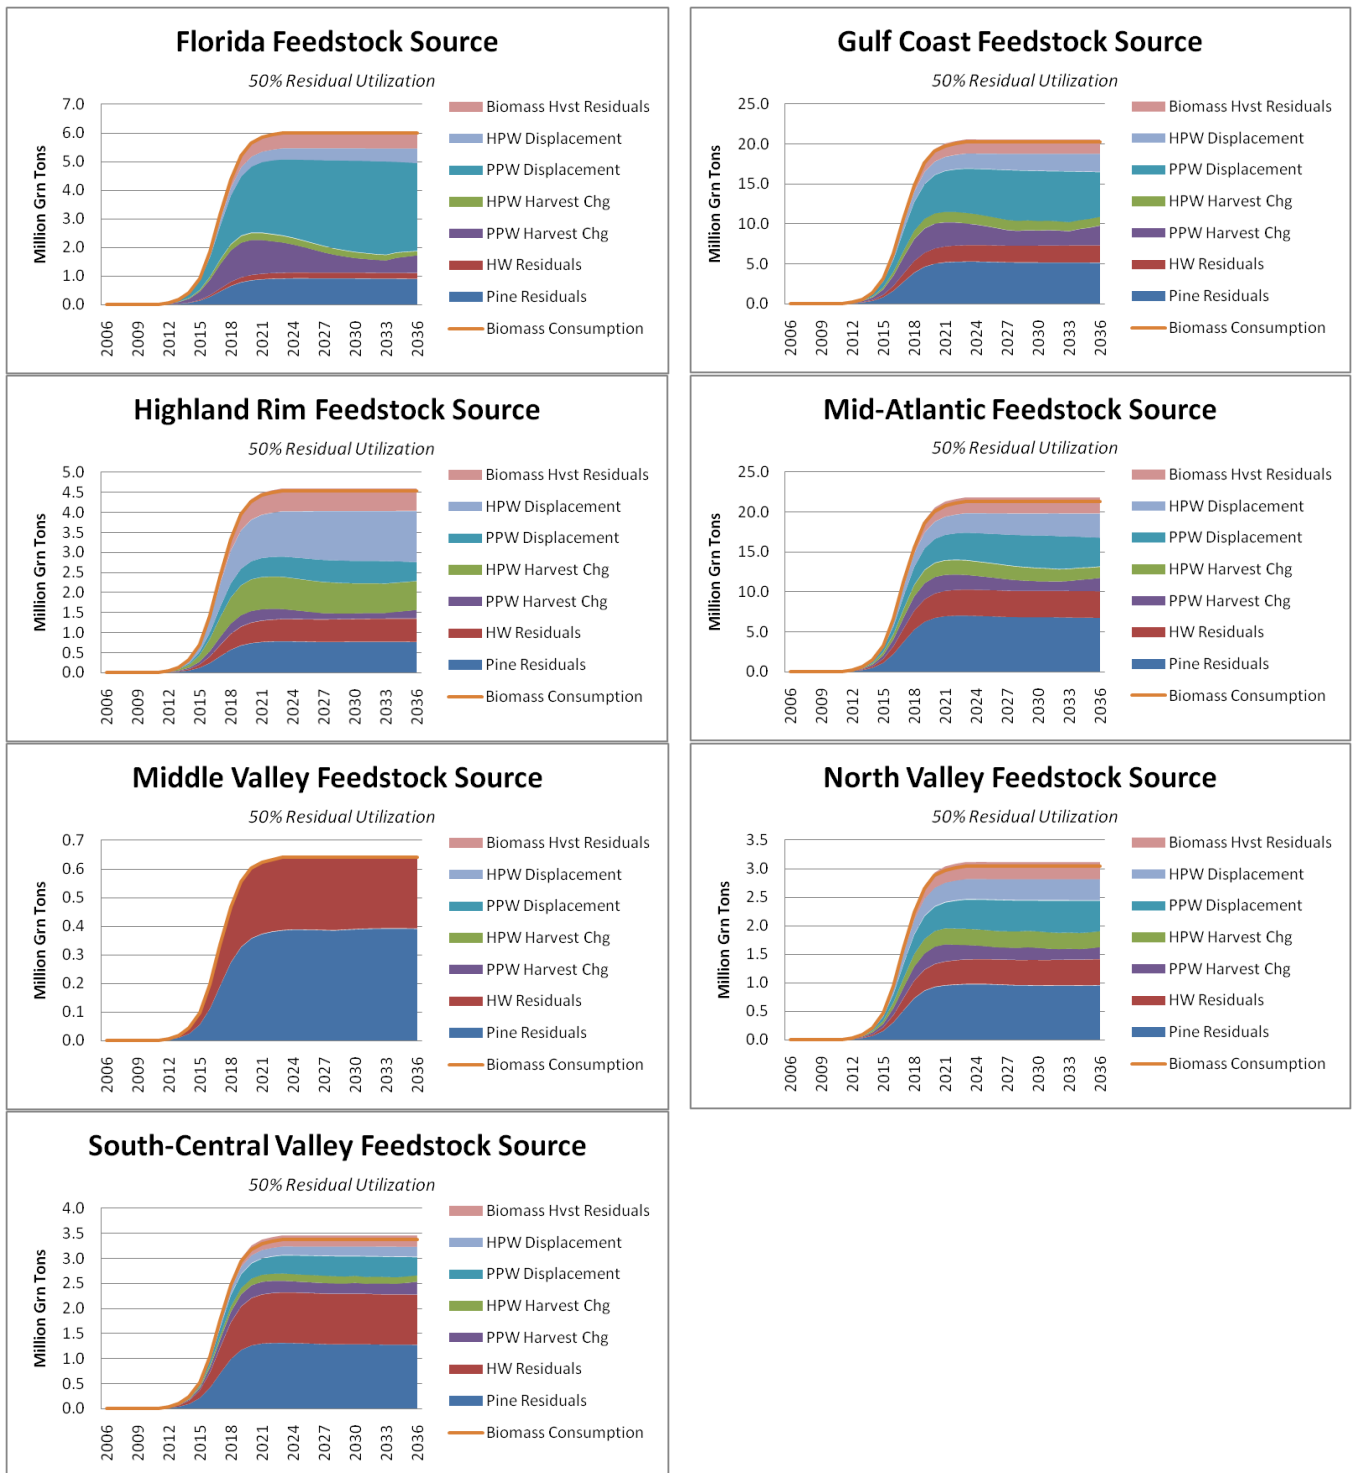 Florida Feedstock Source
50% Residual Utilization
Million Grn Tons
7.0
6.0
5.0
4.0
3.0
2.0
1.0
0.0
2006 2009 2012 2015 2018 2021 2024 2027 2030 2033 2036
Biomass Hvst Residuals
HPW Displacement
PPW Displacement
HPW Harvest Chg
PPW Harvest Chg
HW Residuals
Pine Residuals
Biomass Consumption
Gulf Coast Feedstock Source
50% Residual Utilization
Million Grn Tons
25.0
20.0
15.0
10.0
5.0
0.0
2006 2009 2012 2015 2018 2021 2024 2027 2030 2033 2036
Biomass Hvst Residuals
HPW Displacement
PPW Displacement
HPW Harvest Chg
PPW Harvest Chg
HW Residuals
Pine Residuals
Biomass Consumption
Highland Rim Feedstock Source
50% Residual Utilization
Million Grn Tons
5.0
4.5
4.0
3.5
3.0
2.5
2.0
1.5
1.0
0.5
0.0
2006 2009 2012 2015 2018 2021 2024 2027 2030 2033 2036
Biomass Hvst Residuals
HPW Displacement
PPW Displacement
HPW Harvest Chg
PPW Harvest Chg
HW Residuals
Pine Residuals
Biomass Consumption
Mid-Atlantic Feedstock Source
50% Residual Utilization
Million Grn Tons
25.0
20.0
15.0
10.0
5.0
0.0
2006 2009 2012 2015 2018 2021 2024 2027 2030 2033 2036
Biomass Hvst Residuals
HPW Displacement
PPW Displacement
HPW Harvest Chg
PPW Harvest Chg
HW Residuals
Pine Residuals
Biomass Consumption
Middle Valley Feedstock Source
50% Residual Utilization
Million Grn Tons
0.7
0.6
0.5
0.4
0.3
0.2
0.1
0.0
2006 2009 2012 2015 2018 2021 2024 2027 2030 2033 2036
Biomass Hvst Residuals
HPW Displacement
PPW Displacement
HPW Harvest Chg
PPW Harvest Chg
HW Residuals
Pine Residuals
Biomass Consumption
North Valley Feedstock Source
50% Residual Utilization
Million Grn Tons
3.5
3.0
2.5
2.0
1.5
1.0
0.5
0.0
2006 2009 2012 2015 2018 2021 2024 2027 2030 2033 2036
Biomass Hvst Residuals
HPW Displacement
PPW Displacement
HPW Harvest Chg
PPW Harvest Chg
HW Residuals
Pine Residuals
Biomass Consumption
South-Central Valley Feedstock Source
50% Residual Utilization
Million Grn Tons
4.0
3.5
3.0
2.5
2.0
1.5
1.0
0.5
0.0
2006 2009 2012 2015 2018 2021 2024 2027 2030 2033 2036
Biomass Hvst Residuals
HPW Displacement
PPW Displacement
HPW Harvest Chg
PPW Harvest Chg
HW Residuals
Pine Residuals
Biomass Consumption